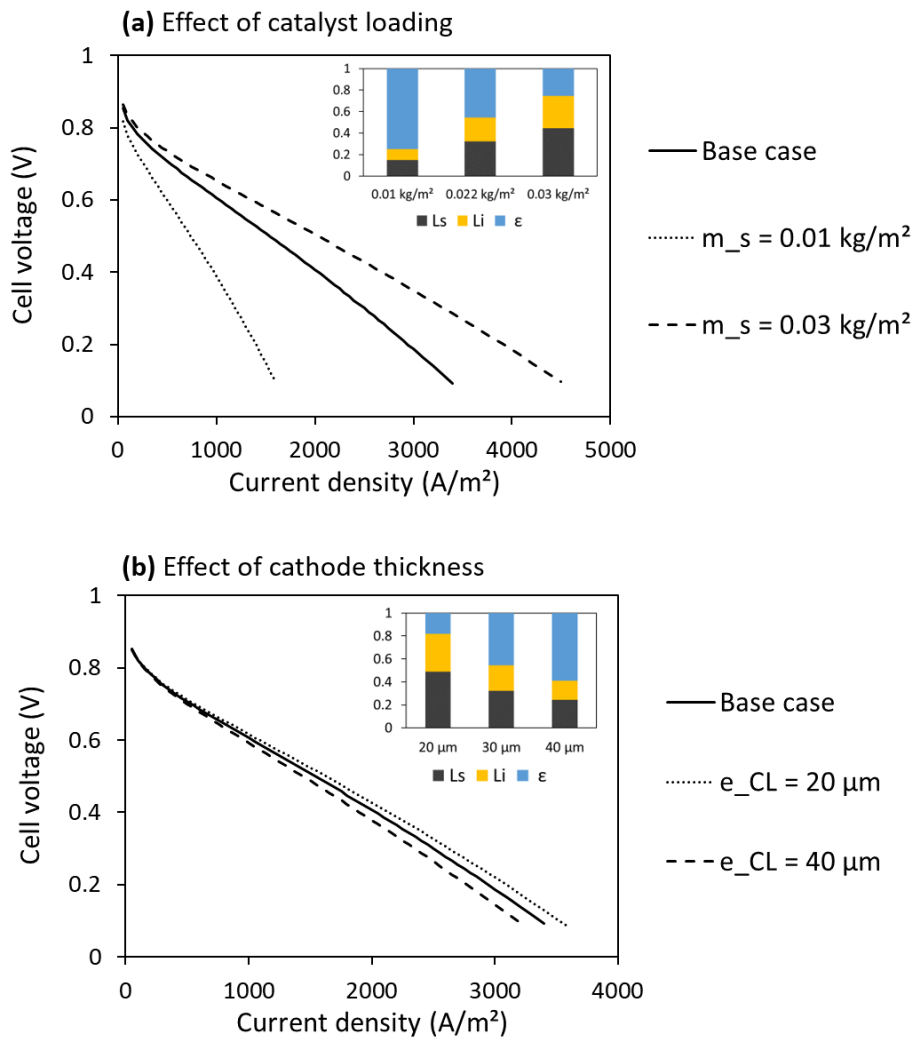 (a) Effect of catalyst loading
1
0.8
0.6
0.4
0.2
0
Cell voltage (V)
0 1000 2000 3000 4000 5000
Current density (A/m²)
1
0.8
0.6
0.4
0.2
0
0.01 kg/m² 0.022 kg/m² 0.03 kg/m²
Ls Li ε
Base case
m_s = 0.01 kg/m²
m_s = 0.03 kg/m²
(b) Effect of cathode thickness
1
0.8
0.6
0.4
0.2
0
Cell voltage (V)
0 1000 2000 3000 4000
Current density (A/m²)
1
0.8
0.6
0.4
0.2
0
20 µm 30 µm 40 µm
Ls Li ε
Base case
e_CL = 20 µm
e_CL = 40 µm